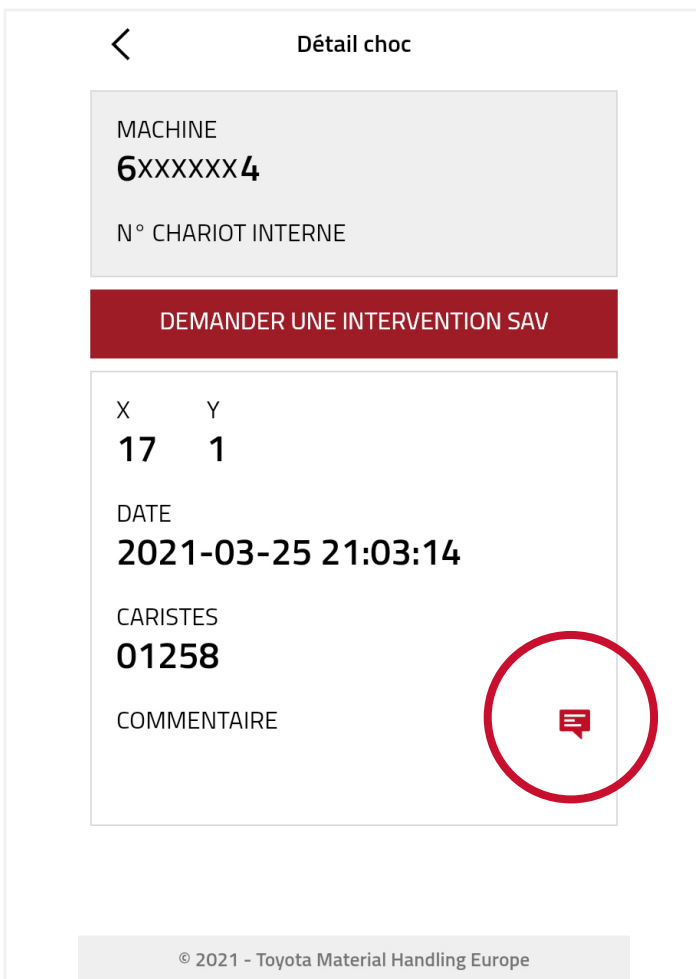 Détail choc
MACHINE
6xxxxxx4
N° CHARIOT INTERNE
DEMANDER UNE INTERVENTION SAV
X Y
17 1
DATE
2021-03-25 21:03:14
CARISTES
01258
COMMENTAIRE
© 2021 - Toyota Material Handling Europe